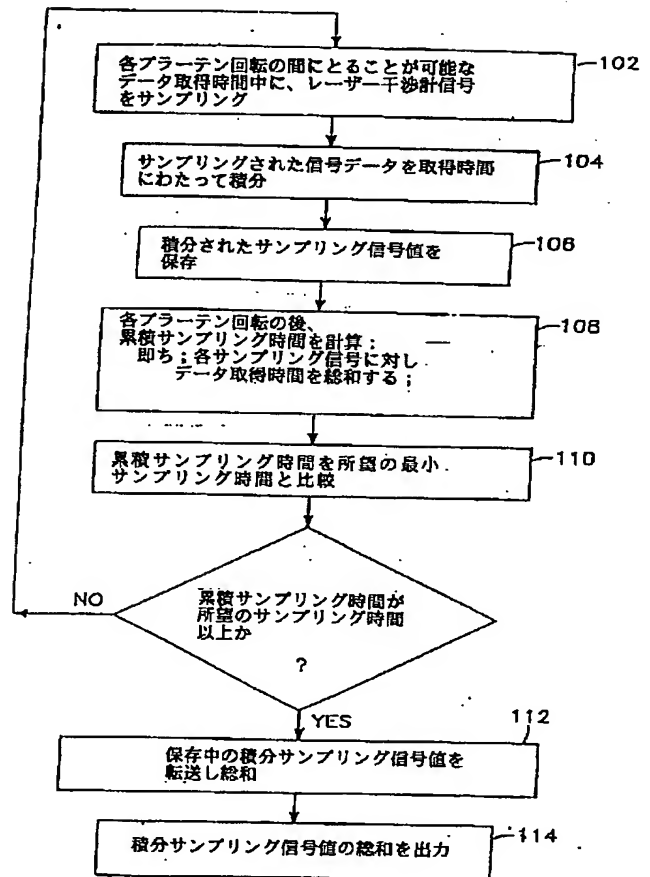 各プラーテン回転の間にとることが可能な
データ取得時間中に、レーザー干渉計信号
をサンプリング
102
サンプリングされた信号データを取得時間
にわたって積分
104
積分されたサンプリング信号値を
保存
106
各プラーテン回転の後、
累積サンプリング時間を計算:
即ち;各サンプリング信号に対し
データ取得時間を総和する;
108
累積サンプリング時間を所望の最小
サンプリング時間と比較
110
累積サンプリング時間が
所望のサンプリング時間
以上か
?
NO
YES
112
保存中の積分サンプリング信号値を
転送し総和
積分サンプリング信号値の総和を出力
114